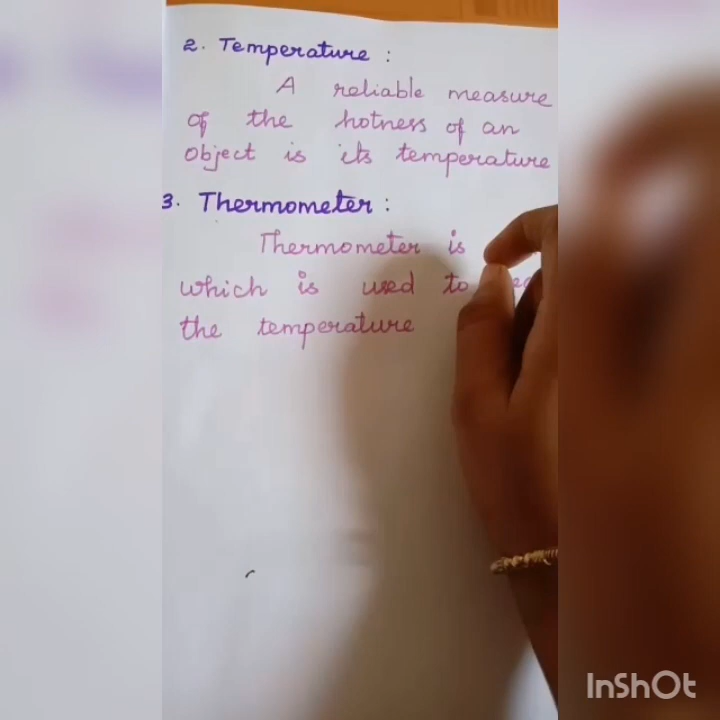 2. Temperature :
A reliable measure
of the hotness of an
object is its temperature
3. Thermometer :
Thermometer is
which is used to
the temperature
InShOt